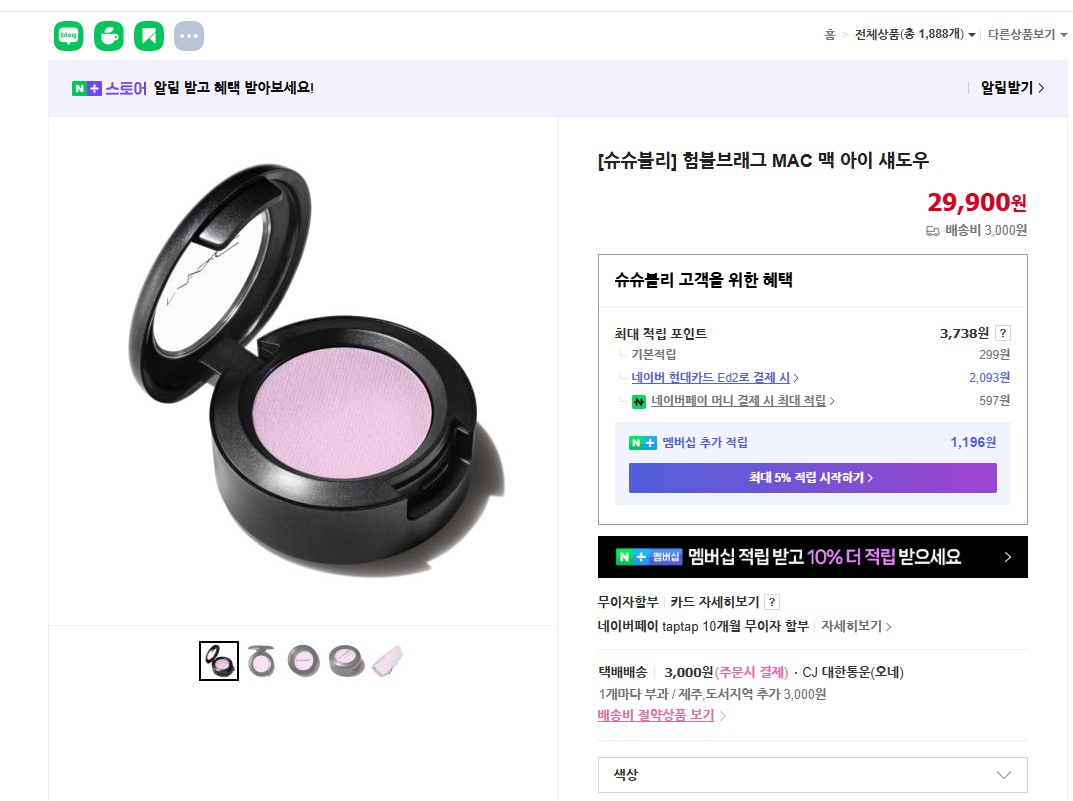 blog
홈 > 전체상품(총 1,888개) 다른상품보기
N+스토어 알림 받고 혜택 받아보세요!
알림받기 >
[슈슈블리] 험블브래그 MAC 맥 아이 섀도우
29,900원
배송비 3,000원
MAC
슈슈블리 고객을 위한 혜택
최대 적립 포인트 3,738원 ?
기본적립 299원
네이버 현대카드 Ed2로 결제 시 > 2,093원
N 네이버페이 머니 결제 시 최대 적립 > 597원
N+ 멤버십 추가 적립 1,196원
최대 5% 적립 시작하기 >
N+ 멤버십 멤버십 적립 받고 10% 더 적립 받으세요 >
무이자할부 카드 자세히보기 ?
네이버페이 taptap 10개월 무이자 할부 자세히보기 >
택배배송 3,000원(주문시 결제) · CJ 대한통운(오네)
1개마다 부과 / 제주,도서지역 추가 3,000원
배송비 절약상품 보기 >
색상